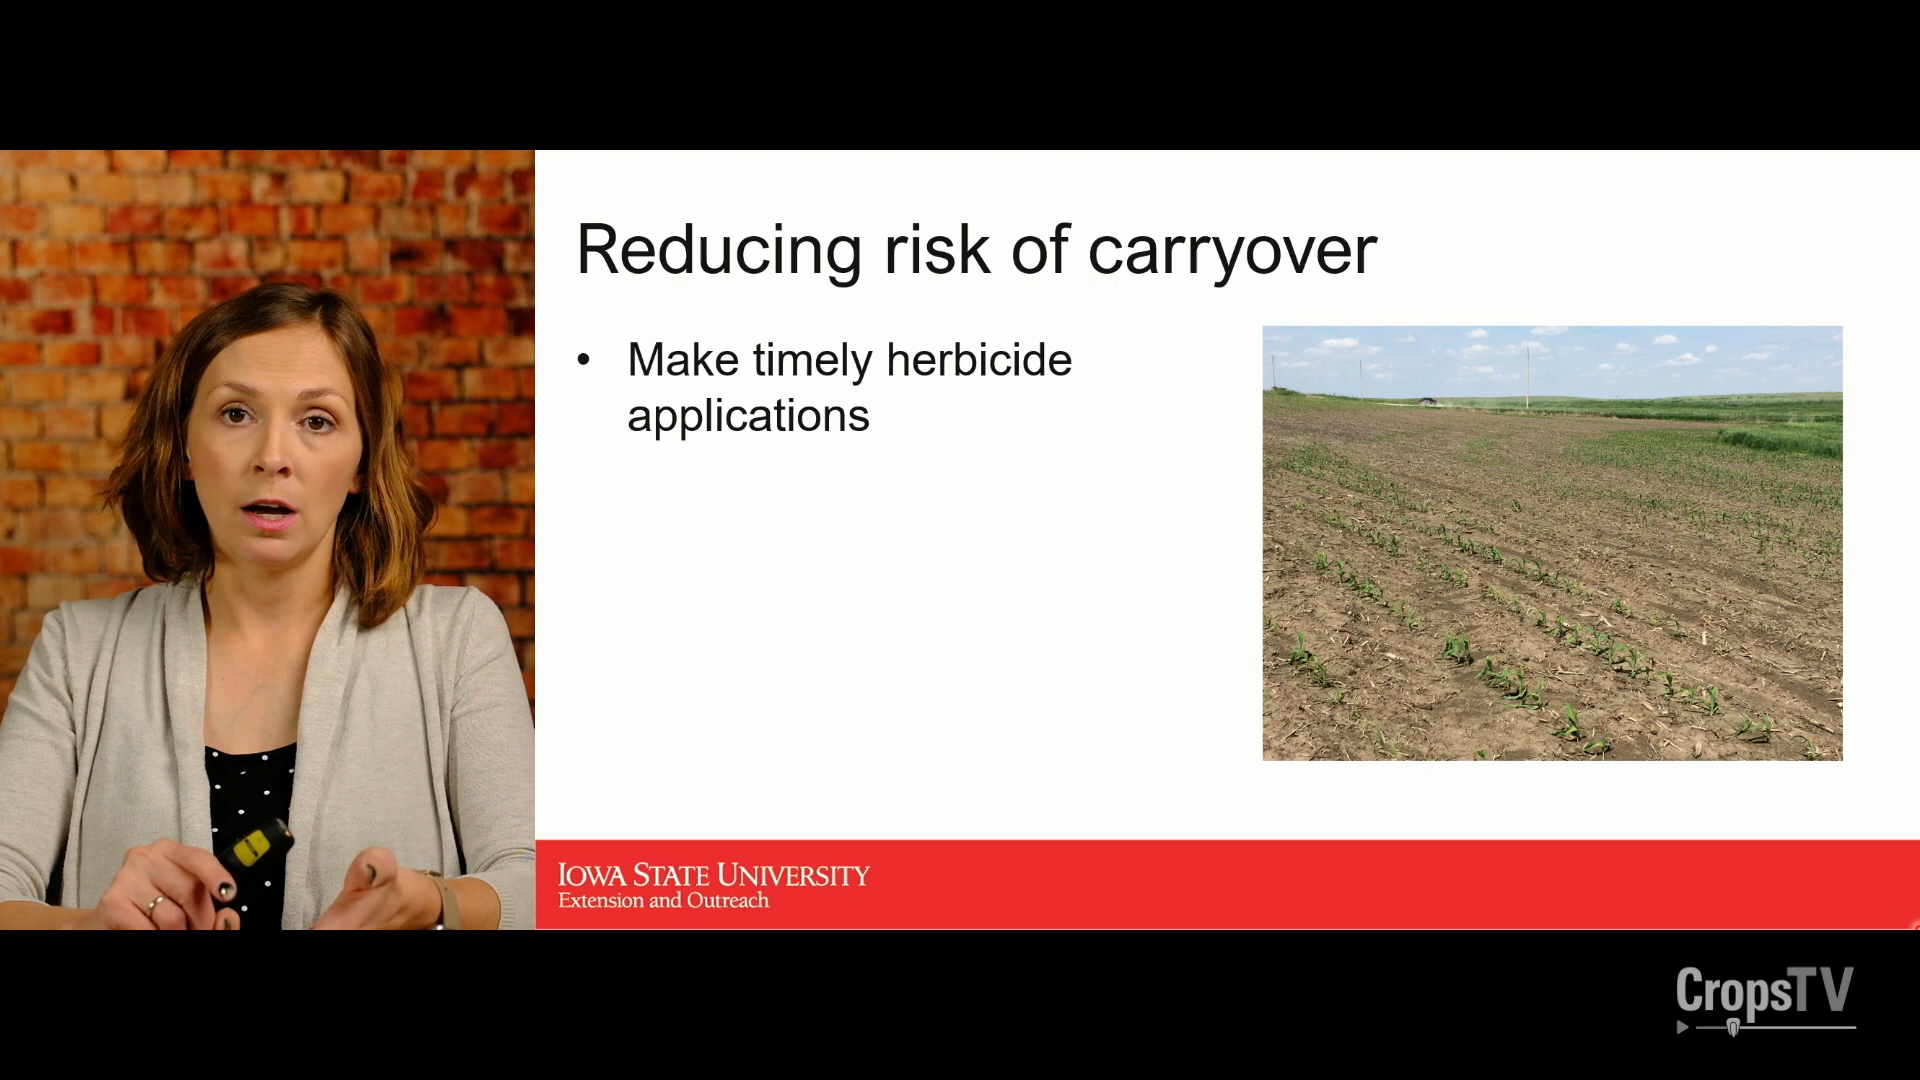 Reducing risk of carryover
• Make timely herbicide
applications
IOWA STATE UNIVERSITY
Extension and Outreach
CropsTV